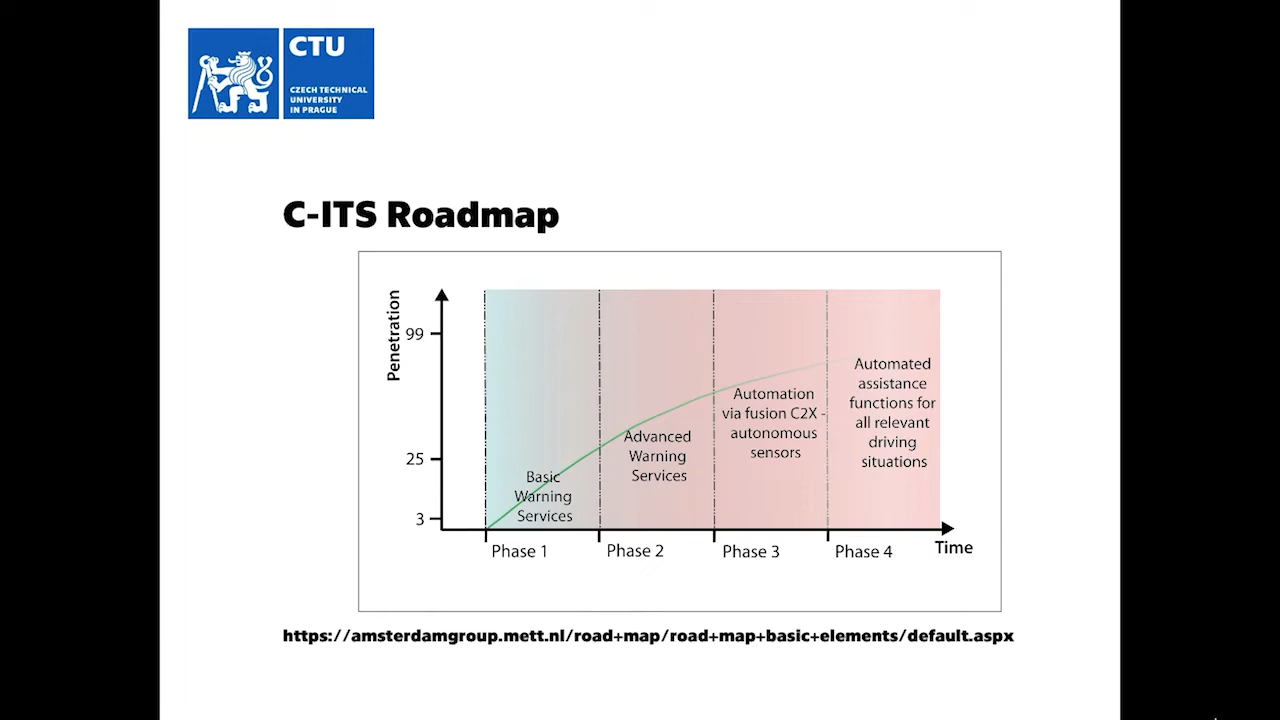 CTU
CZECH TECHNICAL
UNIVERSITY
IN PRAGUE
C-ITS Roadmap
Penetration
99
25
3
Basic
Warning
Services
Advanced
Warning
Services
Automation
via fusion C2X -
autonomous
sensors
Automated
assistance
functions for
all relevant
driving
situations
Phase 1
Phase 2
Phase 3
Phase 4
Time
https://amsterdamgroup.mett.nl/road+map/road+map+basic+elements/default.aspx